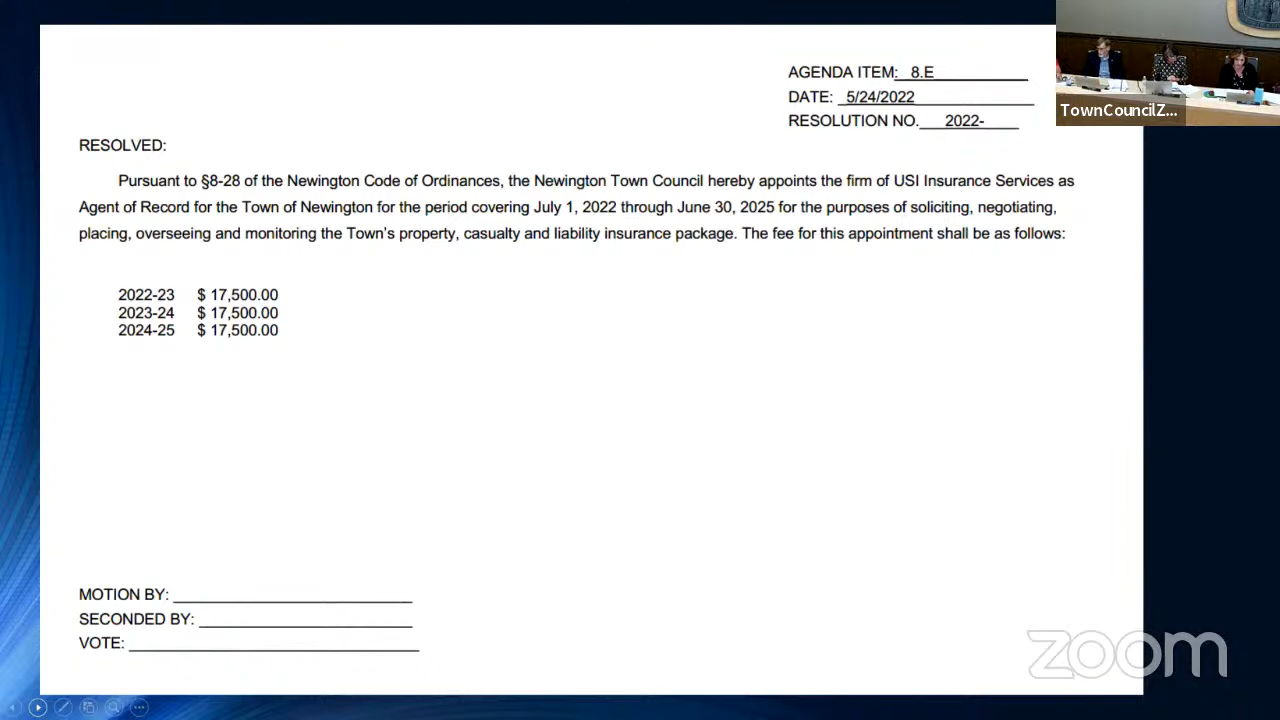 AGENDA ITEM: 8.E
DATE: 5/24/2022
RESOLUTION NO. 2022-
TownCouncilZ...
RESOLVED:
Pursuant to §8-28 of the Newington Code of Ordinances, the Newington Town Council hereby appoints the firm of USI Insurance Services as
Agent of Record for the Town of Newington for the period covering July 1, 2022 through June 30, 2025 for the purposes of soliciting, negotiating,
placing, overseeing and monitoring the Town's property, casualty and liability insurance package. The fee for this appointment shall be as follows:
2022-23 $ 17,500.00
2023-24 $ 17,500.00
2024-25 $ 17,500.00
MOTION BY:
SECONDED BY:
VOTE:
zoom